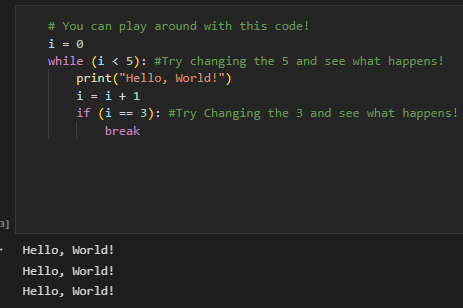 # You can play around with this code!
i = 0
while (i < 5): #Try changing the 5 and see what happens!
    print("Hello, World!")
    i = i + 1
    if (i == 3): #Try Changing the 3 and see what happens!
        break
3]
Hello, World!
Hello, World!
Hello, World!